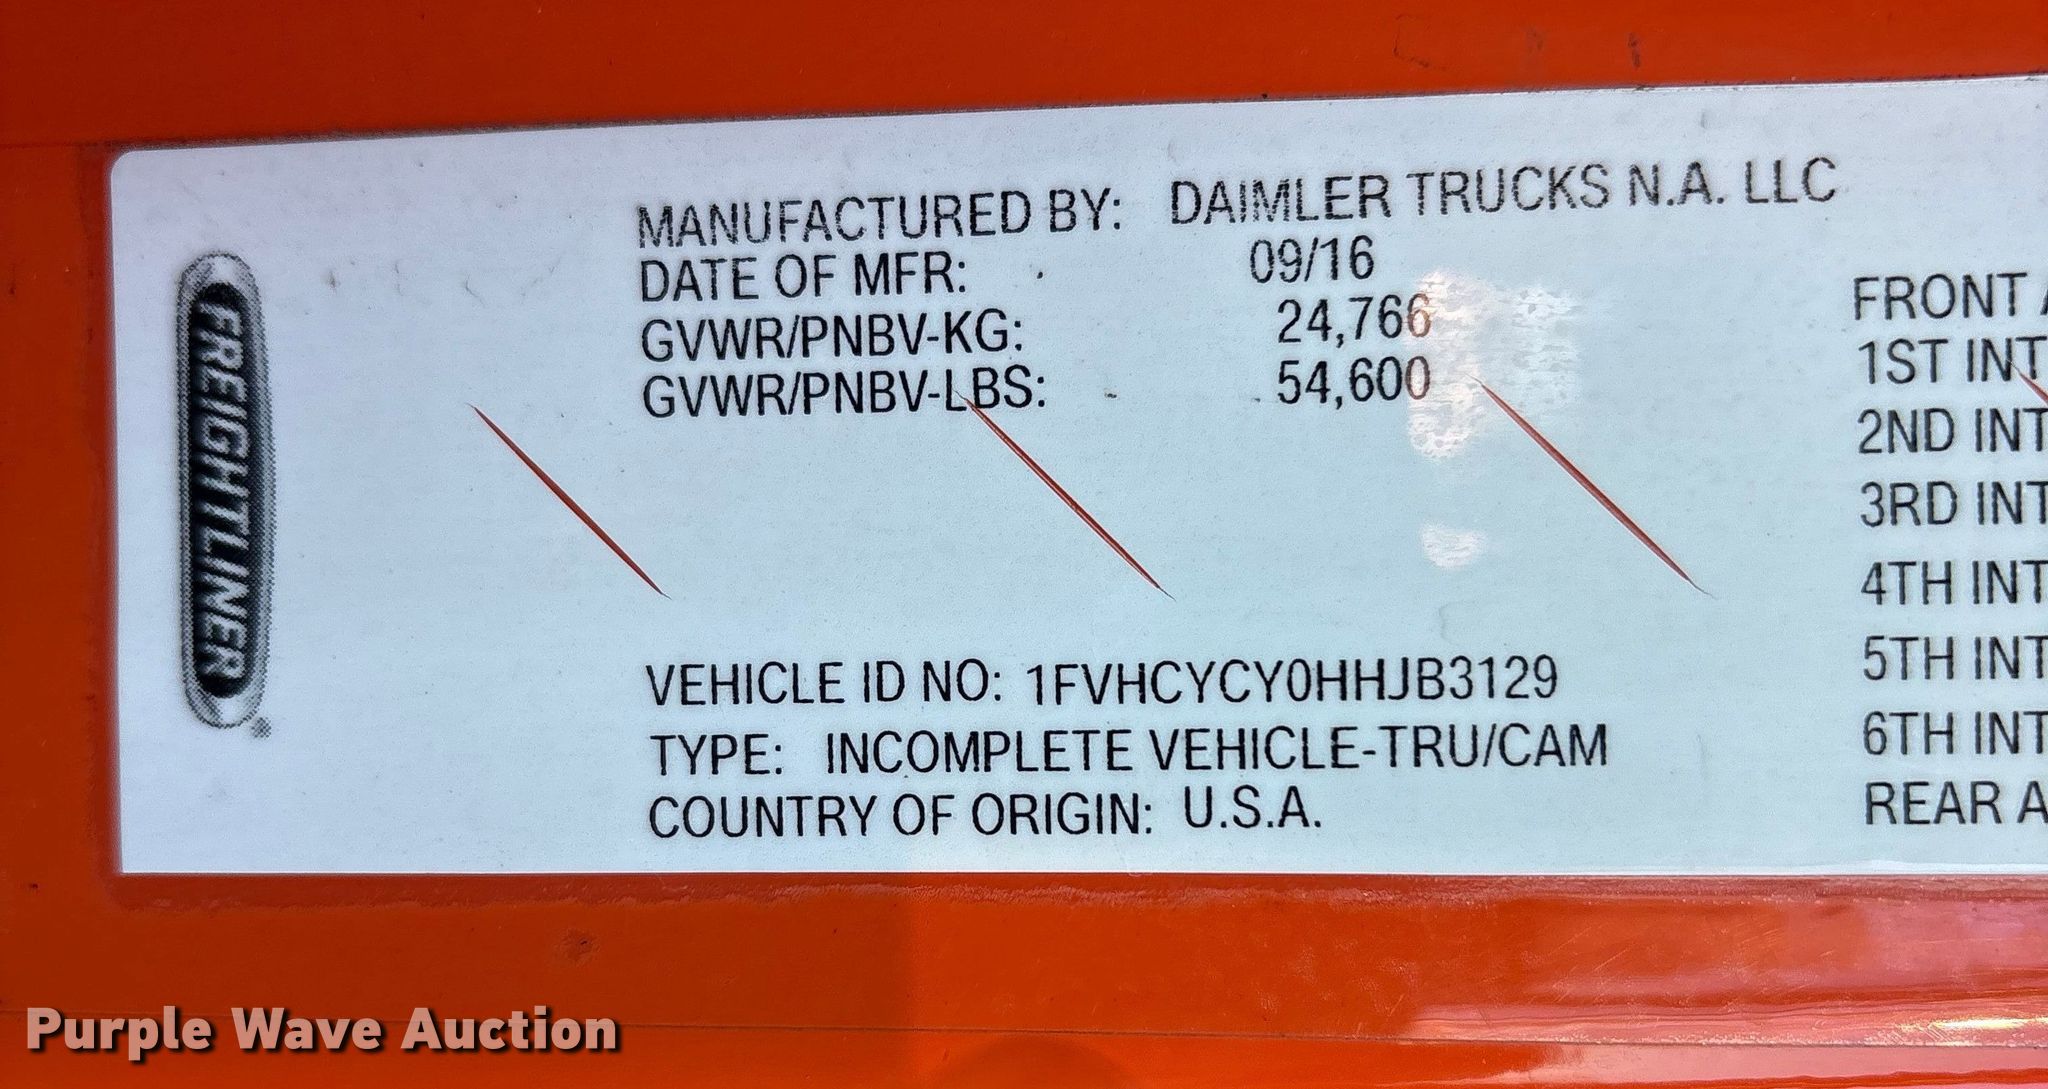 FREIGHTLINER®
MANUFACTURED BY: DAIMLER TRUCKS N.A. LLC
DATE OF MFR: 09/16
GVWR/PNBV-KG: 24,766
GVWR/PNBV-LBS: 54,600
VEHICLE ID NO: 1FVHCYCY0HHJB3129
TYPE: INCOMPLETE VEHICLE-TRU/CAM
COUNTRY OF ORIGIN: U.S.A.
FRONT A
1ST INT
2ND INT
3RD INT
4TH INT
5TH INT
6TH INT
REAR A
Purple Wave Auction